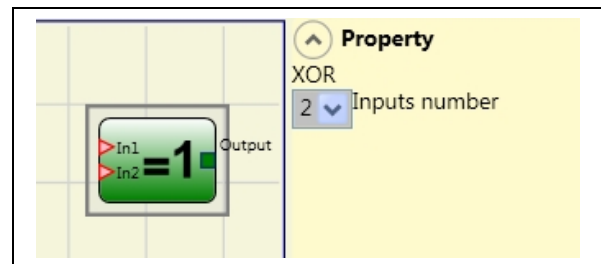 Property
XOR
2 Inputs number
In1
In2
=1
Output